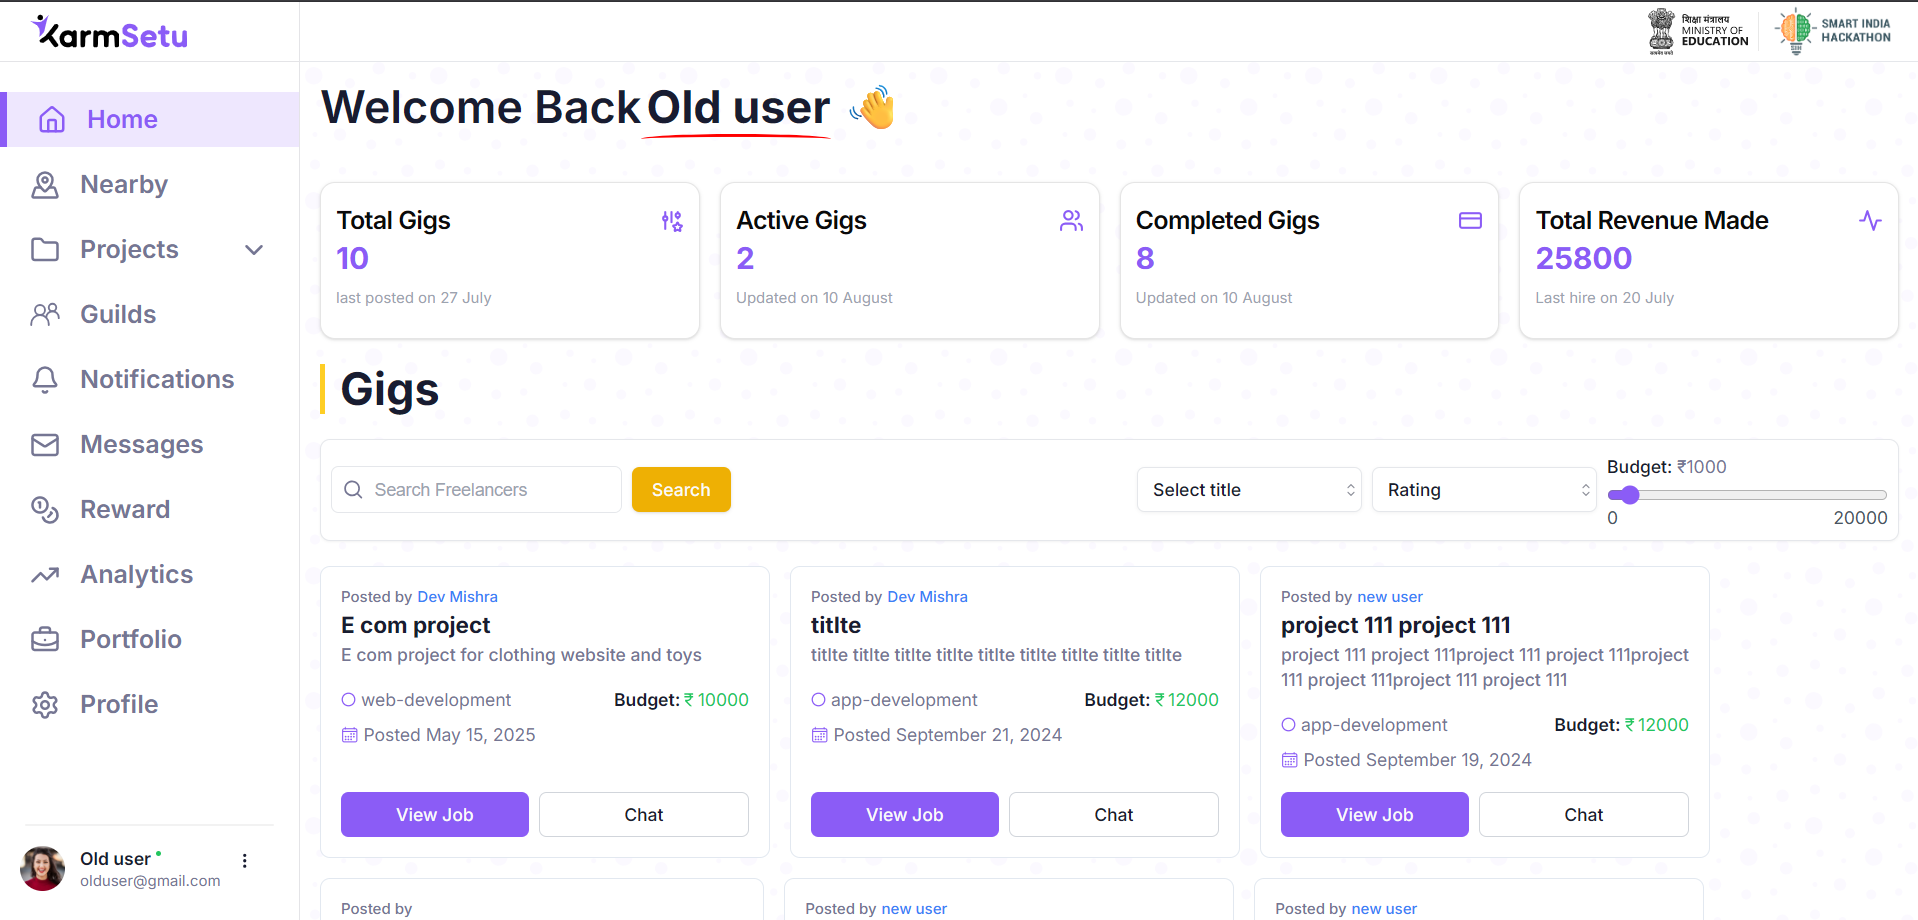 KarmSetu
शिक्षा मंत्रालय
MINISTRY OF
EDUCATION
SMART INDIA
HACKATHON
Home
Nearby
Projects
Guilds
Notifications
Messages
Reward
Analytics
Portfolio
Profile
Old user
olduser@gmail.com
Welcome Back Old user
Total Gigs
10
last posted on 27 July
Active Gigs
2
Updated on 10 August
Completed Gigs
8
Updated on 10 August
Total Revenue Made
25800
Last hire on 20 July
Gigs
Search Freelancers
Search
Select title
Rating
Budget: ₹1000
0 20000
Posted by Dev Mishra
E com project
E com project for clothing website and toys
web-development Budget: ₹ 10000
Posted May 15, 2025
View Job Chat
Posted by Dev Mishra
titlte
titlte titlte titlte titlte titlte titlte titlte titlte titlte
app-development Budget: ₹ 12000
Posted September 21, 2024
View Job Chat
Posted by new user
project 111 project 111
project 111 project 111project 111 project 111project
111 project 111project 111 project 111
app-development Budget: ₹ 12000
Posted September 19, 2024
View Job Chat
Posted by
Posted by new user
Posted by new user